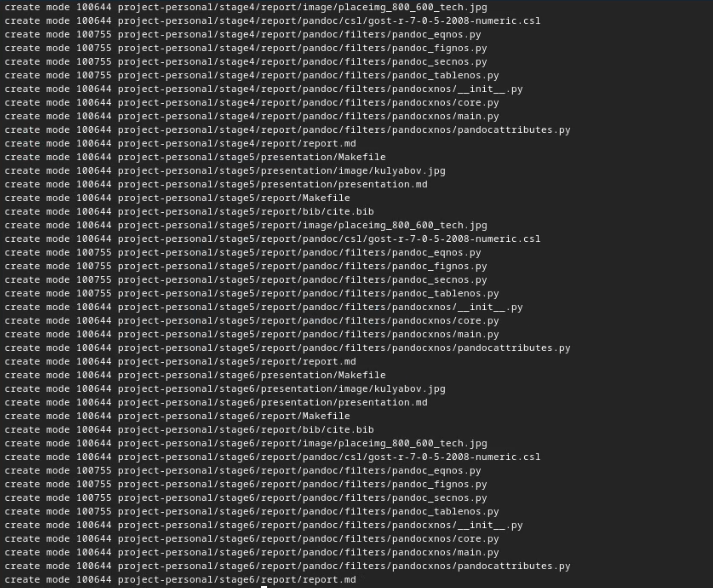 create mode 100644 project-personal/stage4/report/image/placeimg_800_600_tech.jpg
create mode 100644 project-personal/stage4/report/pandoc/csl/gost-r-7-0-5-2008-numeric.csl
create mode 100755 project-personal/stage4/report/pandoc/filters/pandoc_eqnos.py
create mode 100755 project-personal/stage4/report/pandoc/filters/pandoc_fignos.py
create mode 100755 project-personal/stage4/report/pandoc/filters/pandoc_secnos.py
create mode 100755 project-personal/stage4/report/pandoc/filters/pandoc_tablenos.py
create mode 100644 project-personal/stage4/report/pandoc/filters/pandocxnos/__init__.py
create mode 100644 project-personal/stage4/report/pandoc/filters/pandocxnos/core.py
create mode 100644 project-personal/stage4/report/pandoc/filters/pandocxnos/main.py
create mode 100644 project-personal/stage4/report/pandoc/filters/pandocxnos/pandocattributes.py
create mode 100644 project-personal/stage4/report/report.md
create mode 100644 project-personal/stage5/presentation/Makefile
create mode 100644 project-personal/stage5/presentation/image/kulyabov.jpg
create mode 100644 project-personal/stage5/presentation/presentation.md
create mode 100644 project-personal/stage5/report/Makefile
create mode 100644 project-personal/stage5/report/bib/cite.bib
create mode 100644 project-personal/stage5/report/image/placeimg_800_600_tech.jpg
create mode 100644 project-personal/stage5/report/pandoc/csl/gost-r-7-0-5-2008-numeric.csl
create mode 100755 project-personal/stage5/report/pandoc/filters/pandoc_eqnos.py
create mode 100755 project-personal/stage5/report/pandoc/filters/pandoc_fignos.py
create mode 100755 project-personal/stage5/report/pandoc/filters/pandoc_secnos.py
create mode 100755 project-personal/stage5/report/pandoc/filters/pandoc_tablenos.py
create mode 100644 project-personal/stage5/report/pandoc/filters/pandocxnos/__init__.py
create mode 100644 project-personal/stage5/report/pandoc/filters/pandocxnos/core.py
create mode 100644 project-personal/stage5/report/pandoc/filters/pandocxnos/main.py
create mode 100644 project-personal/stage5/report/pandoc/filters/pandocxnos/pandocattributes.py
create mode 100644 project-personal/stage5/report/report.md
create mode 100644 project-personal/stage6/presentation/Makefile
create mode 100644 project-personal/stage6/presentation/image/kulyabov.jpg
create mode 100644 project-personal/stage6/presentation/presentation.md
create mode 100644 project-personal/stage6/report/Makefile
create mode 100644 project-personal/stage6/report/bib/cite.bib
create mode 100644 project-personal/stage6/report/image/placeimg_800_600_tech.jpg
create mode 100644 project-personal/stage6/report/pandoc/csl/gost-r-7-0-5-2008-numeric.csl
create mode 100755 project-personal/stage6/report/pandoc/filters/pandoc_eqnos.py
create mode 100755 project-personal/stage6/report/pandoc/filters/pandoc_fignos.py
create mode 100755 project-personal/stage6/report/pandoc/filters/pandoc_secnos.py
create mode 100755 project-personal/stage6/report/pandoc/filters/pandoc_tablenos.py
create mode 100644 project-personal/stage6/report/pandoc/filters/pandocxnos/__init__.py
create mode 100644 project-personal/stage6/report/pandoc/filters/pandocxnos/core.py
create mode 100644 project-personal/stage6/report/pandoc/filters/pandocxnos/main.py
create mode 100644 project-personal/stage6/report/pandoc/filters/pandocxnos/pandocattributes.py
create mode 100644 project-personal/stage6/report/report.md